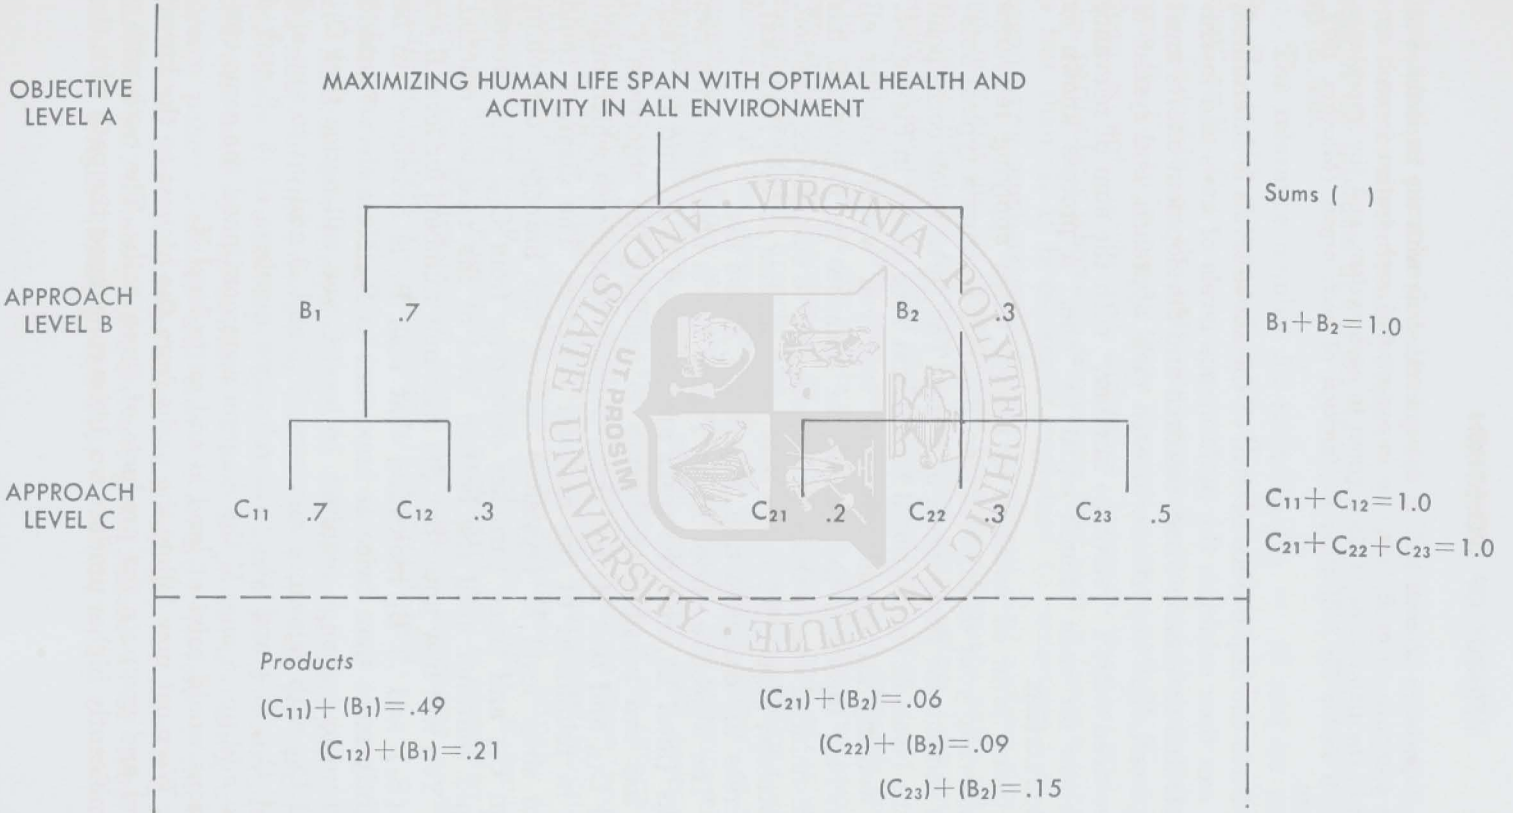 OBJECTIVE
LEVEL A
MAXIMIZING HUMAN LIFE SPAN WITH OPTIMAL HEALTH AND
ACTIVITY IN ALL ENVIRONMENT
Sums ( )
APPROACH
LEVEL B
B₁ .7
B₂ .3
B₁+B₂=1.0
APPROACH
LEVEL C
C₁₁ .7
C₁₂ .3
C₂₁ .2
C₂₂ .3
C₂₃ .5
C₁₁+C₁₂=1.0
C₂₁+C₂₂+C₂₃=1.0
Products
(C₁₁)+(B₁)=.49
(C₁₂)+(B₁)=.21
(C₂₁)+(B₂)=.06
(C₂₂)+(B₂)=.09
(C₂₃)+(B₂)=.15
VIRGINIA POLYTECHNIC INSTITUTE · AND STATE UNIVERSITY ·
UT PROSIM